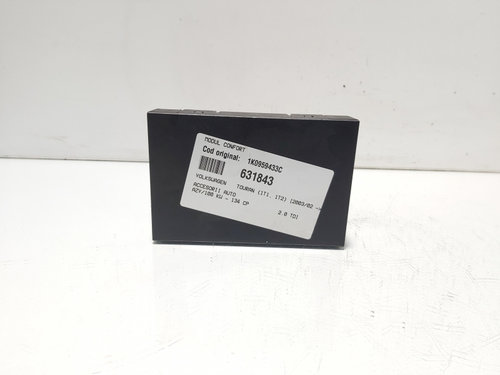 MODUL CONFORT
Cod original: 1K0959433C
631843
VOLKSWAGEN TOURAN (1T1, 1T2) [2003/02 -
ACCESORII AUTO
AZV/100 KW - 134 CP 2.0 TDI